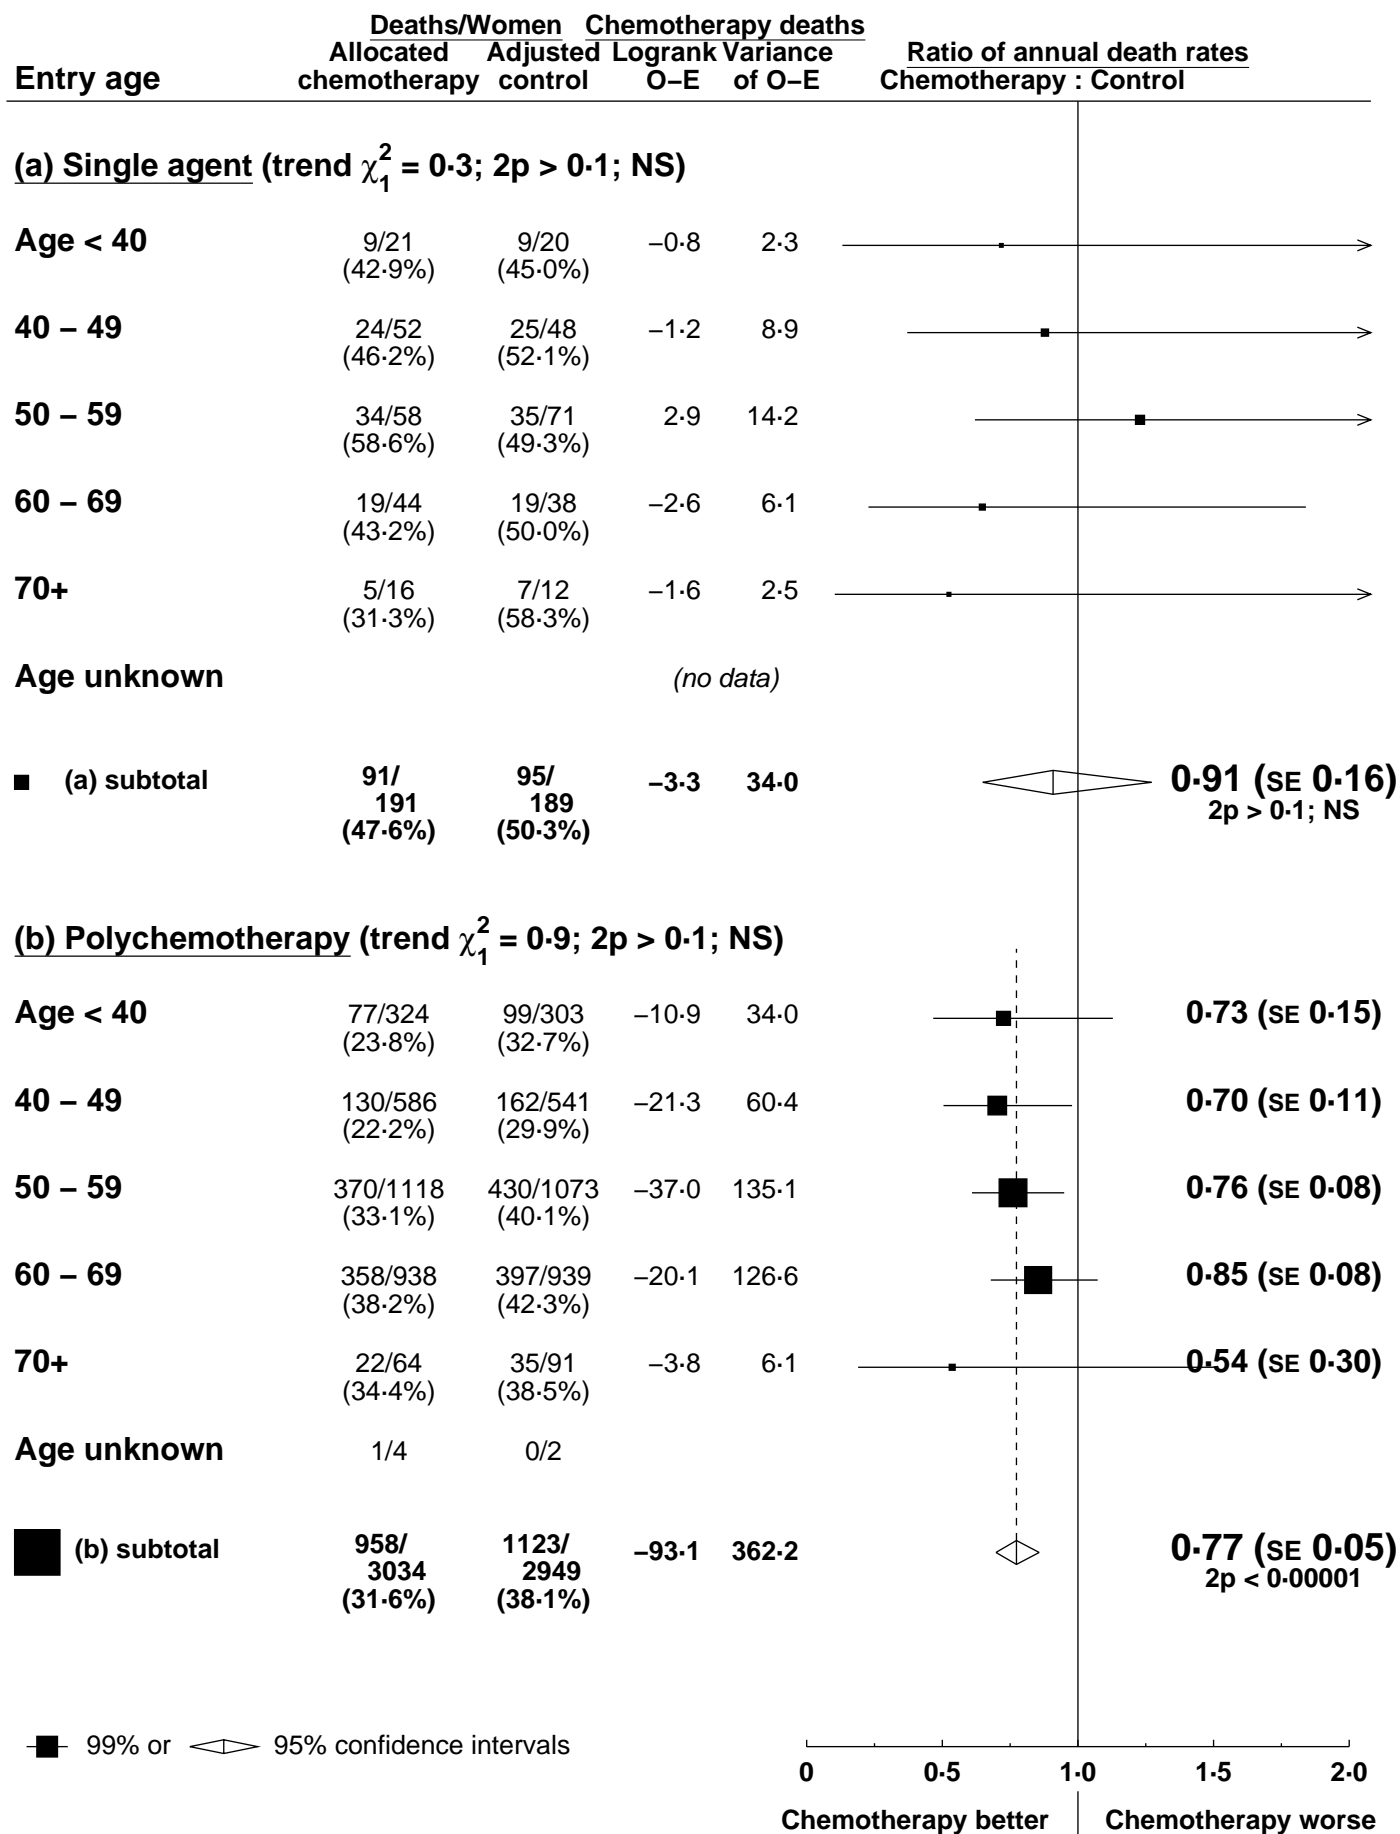 Deaths/Women Chemotherapy deaths
Allocated Adjusted Logrank Variance Ratio of annual death rates
Entry age chemotherapy control O–E of O–E Chemotherapy : Control
(a) Single agent (trend χ²₁ = 0·3; 2p > 0·1; NS)
Age < 40 9/21 9/20 –0·8 2·3
(42·9%) (45·0%)
40 – 49 24/52 25/48 –1·2 8·9
(46·2%) (52·1%)
50 – 59 34/58 35/71 2·9 14·2
(58·6%) (49·3%)
60 – 69 19/44 19/38 –2·6 6·1
(43·2%) (50·0%)
70+ 5/16 7/12 –1·6 2·5
(31·3%) (58·3%)
Age unknown (no data)
(a) subtotal 91/ 95/ –3·3 34·0 0·91 (SE 0·16)
191 189 2p > 0·1; NS
(47·6%) (50·3%)
(b) Polychemotherapy (trend χ²₁ = 0·9; 2p > 0·1; NS)
Age < 40 77/324 99/303 –10·9 34·0 0·73 (SE 0·15)
(23·8%) (32·7%)
40 – 49 130/586 162/541 –21·3 60·4 0·70 (SE 0·11)
(22·2%) (29·9%)
50 – 59 370/1118 430/1073 –37·0 135·1 0·76 (SE 0·08)
(33·1%) (40·1%)
60 – 69 358/938 397/939 –20·1 126·6 0·85 (SE 0·08)
(38·2%) (42·3%)
70+ 22/64 35/91 –3·8 6·1 0·54 (SE 0·30)
(34·4%) (38·5%)
Age unknown 1/4 0/2
(b) subtotal 958/ 1123/ –93·1 362·2 0·77 (SE 0·05)
3034 2949 2p < 0·00001
(31·6%) (38·1%)
99% or 95% confidence intervals
0 0·5 1·0 1·5 2·0
Chemotherapy better Chemotherapy worse